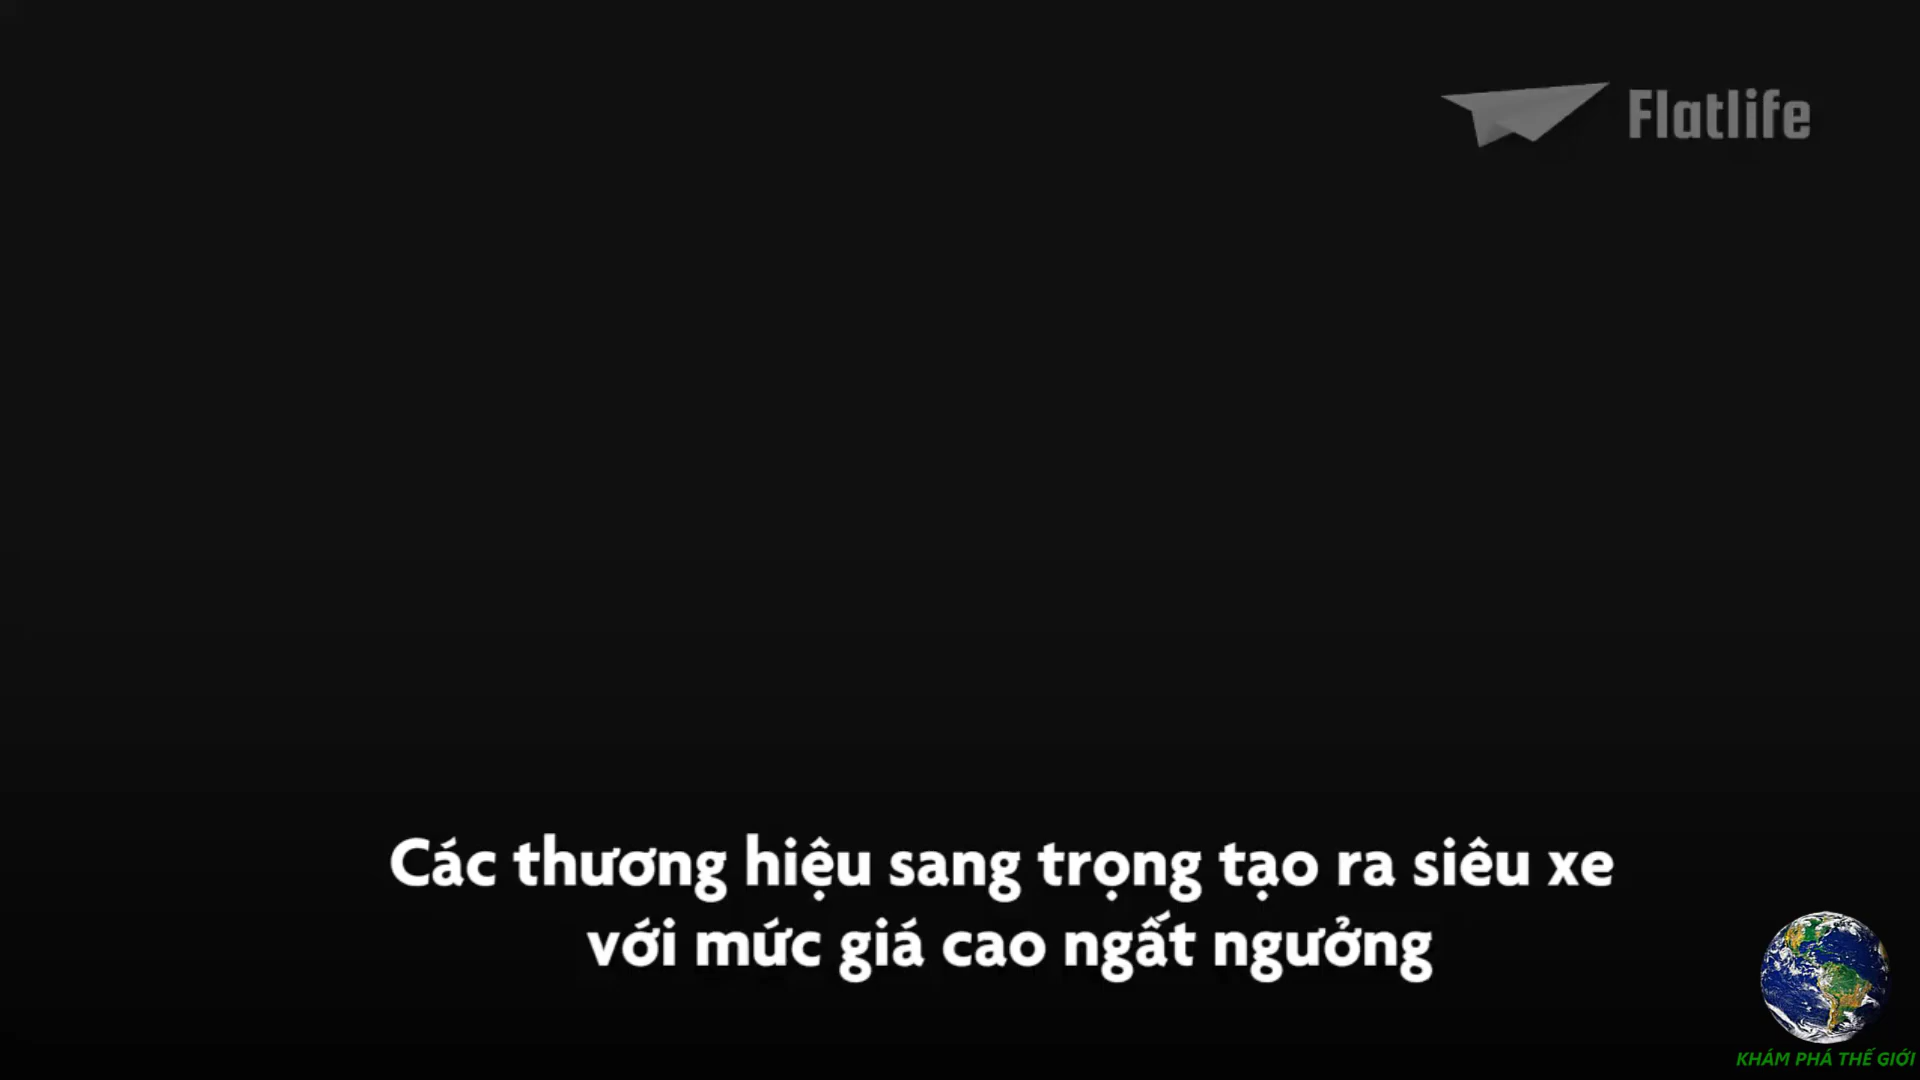 Flatlife
Các thương hiệu sang trọng tạo ra siêu xe
với mức giá cao ngất ngưởng
KHÁM PHÁ THẾ GIỚI